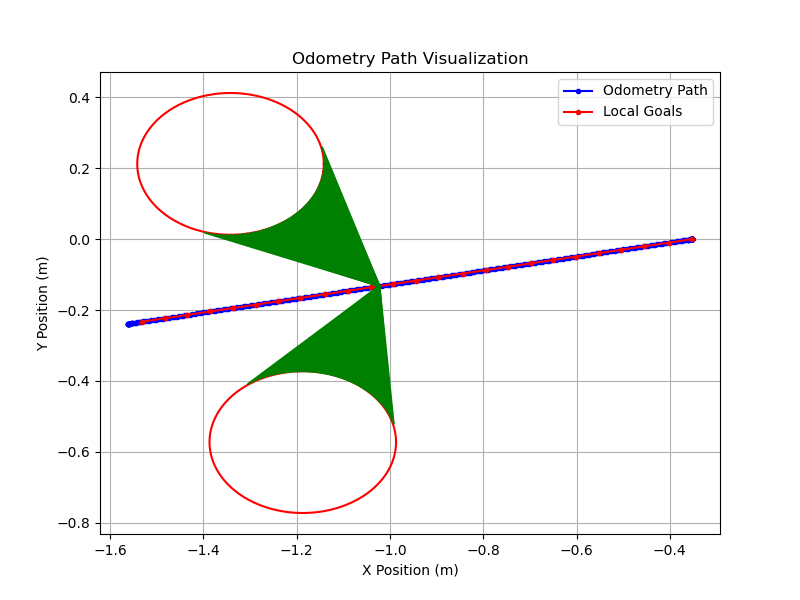 Odometry Path Visualization
Odometry Path
Local Goals
0.4
0.2
0.0
−0.2
−0.4
−0.6
−0.8
Y Position (m)
−1.6 −1.4 −1.2 −1.0 −0.8 −0.6 −0.4
X Position (m)